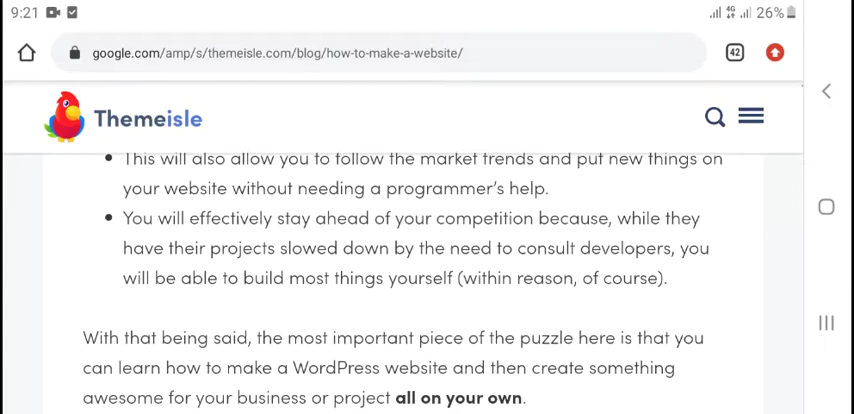 9:21
4G 26%
google.com/amp/s/themeisle.com/blog/how-to-make-a-website/
42
Themeisle
• This will also allow you to follow the market trends and put new things on
your website without needing a programmer's help.
• You will effectively stay ahead of your competition because, while they
have their projects slowed down by the need to consult developers, you
will be able to build most things yourself (within reason, of course).
With that being said, the most important piece of the puzzle here is that you
can learn how to make a WordPress website and then create something
awesome for your business or project all on your own.